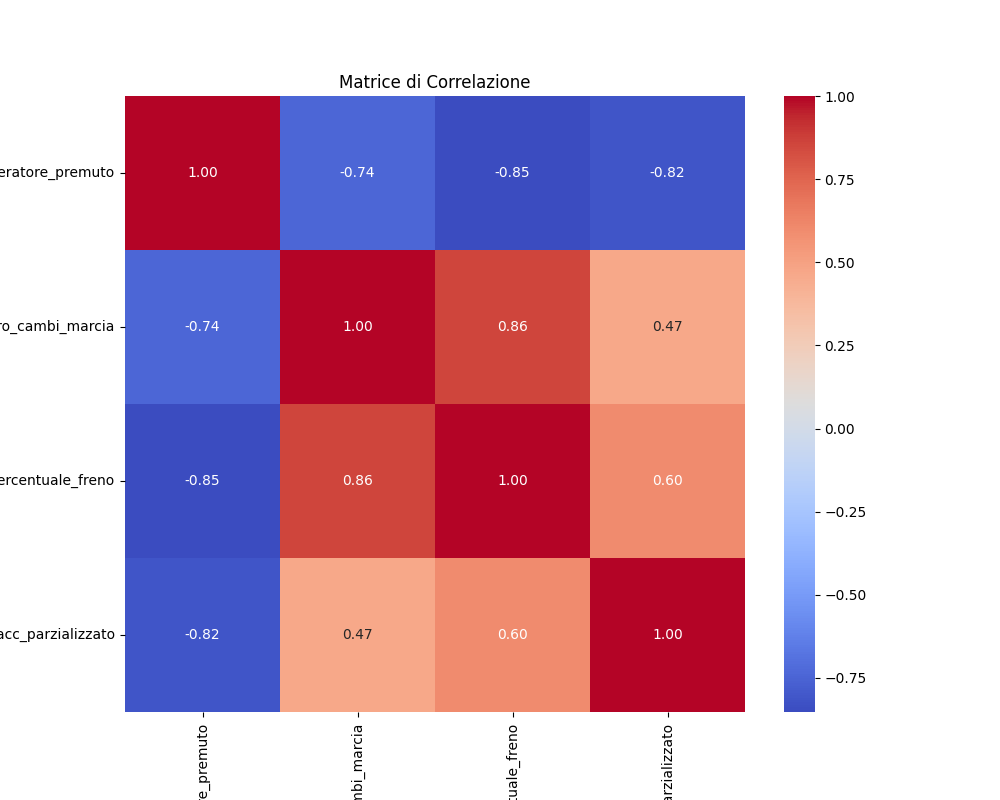 Matrice di Correlazione
eratore_premuto 1.00 -0.74 -0.85 -0.82
ro_cambi_marcia -0.74 1.00 0.86 0.47
ercentuale_freno -0.85 0.86 1.00 0.60
acc_parzializzato -0.82 0.47 0.60 1.00
re_premuto
mbi_marcia
tuale_freno
arzializzato
1.00
0.75
0.50
0.25
0.00
−0.25
−0.50
−0.75